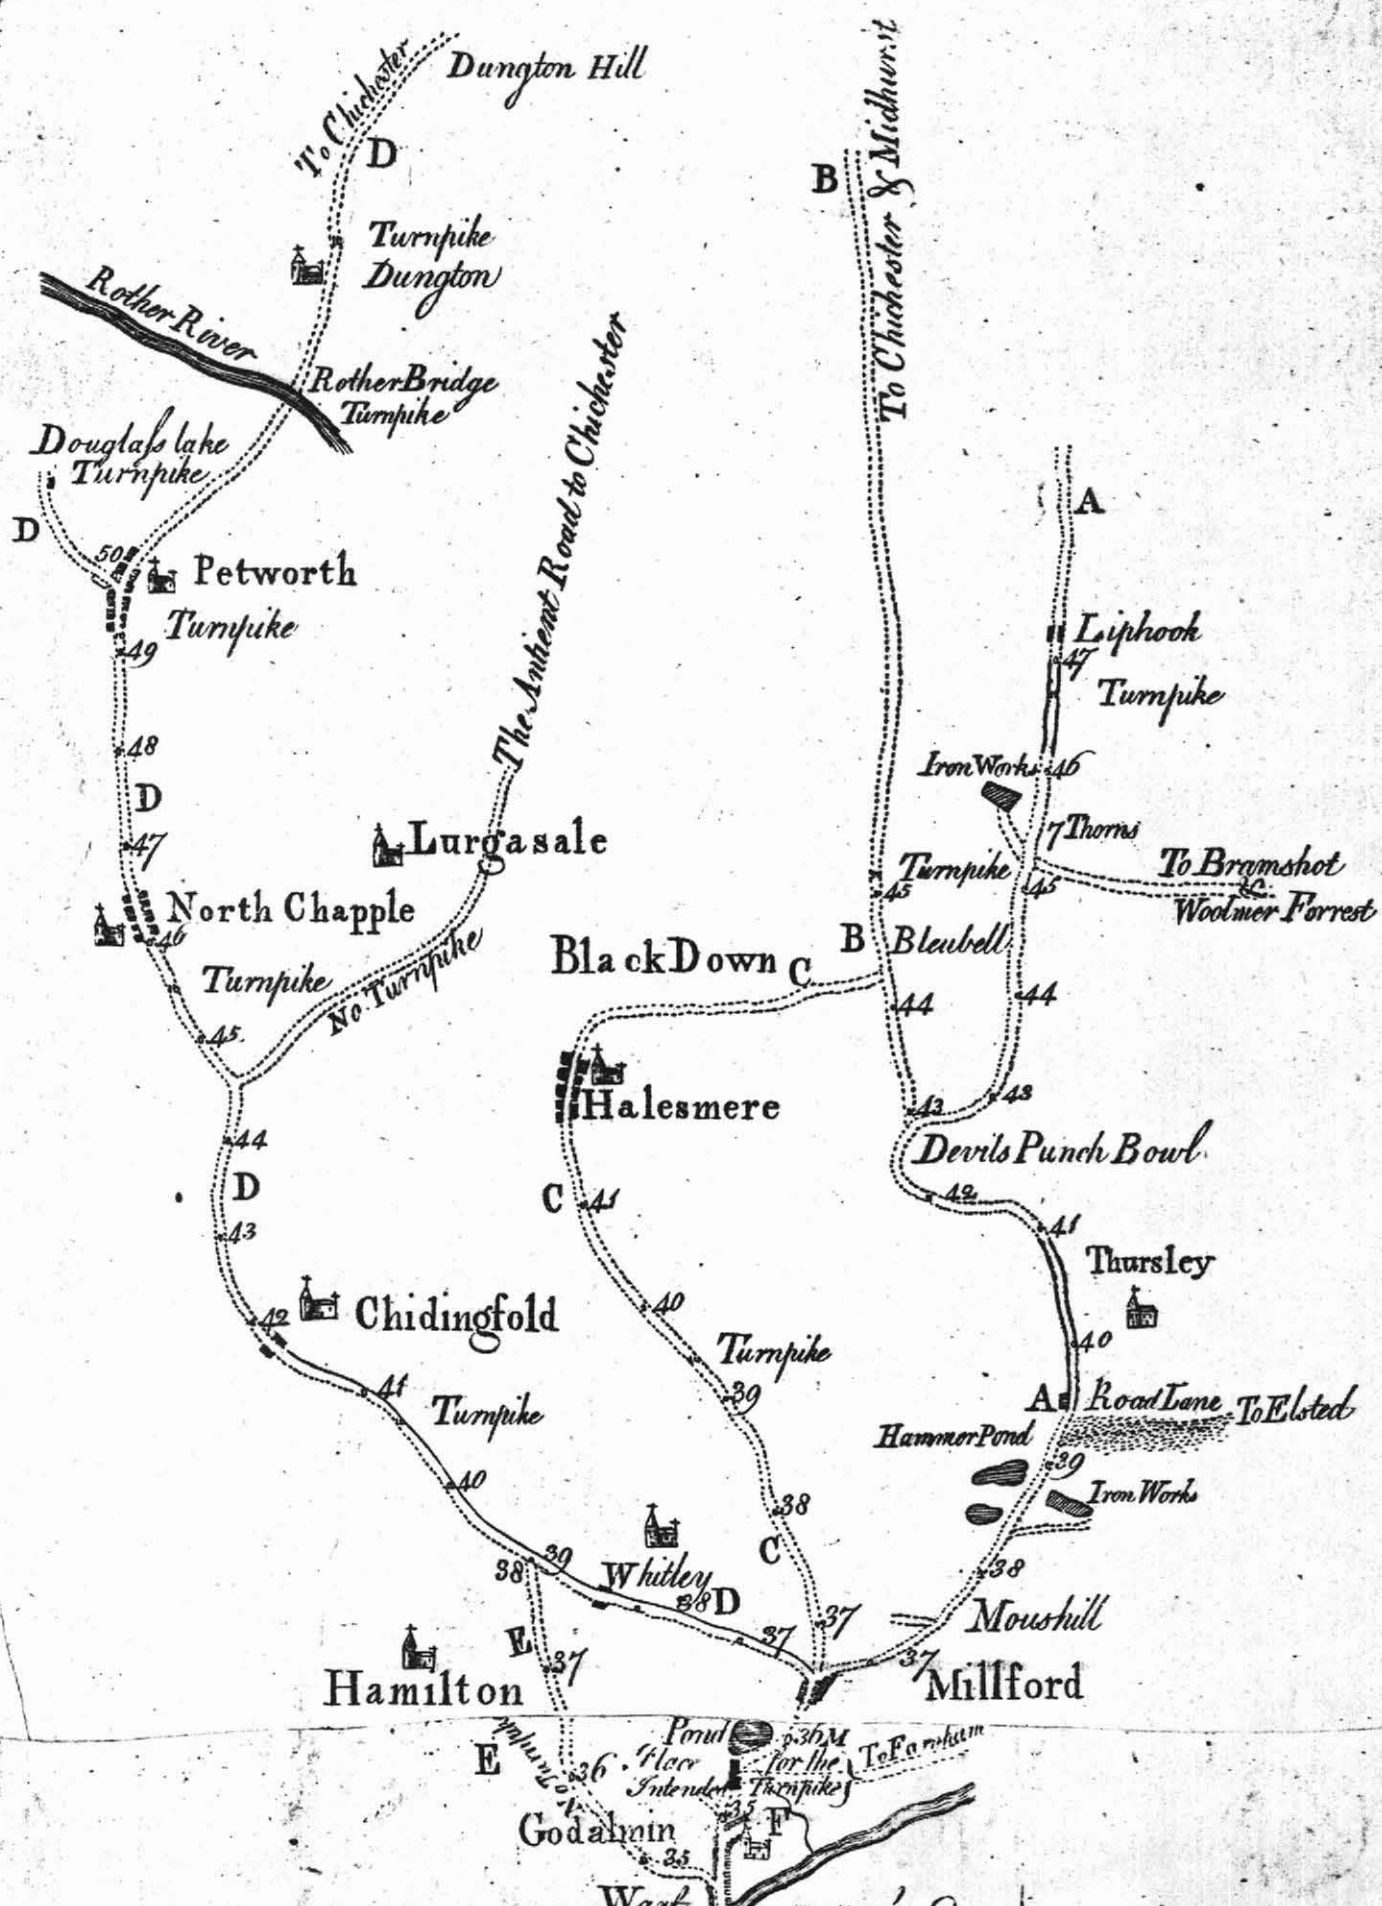 To Chichester
Dungton Hill
D
To Chichester & Midhurst
B
Turnpike
Dungton
Rother River
Rother Bridge
Turnpike
Douglass lake
Turnpike
D
The Antient Road to Chichester
A
50
Petworth
Turnpike
49
Liphook
47
Turnpike
48
D
Iron Works
46
47
Lurgasale
7 Thorns
Turnpike
45
45
To Bramshot
Woolmer Forrest
North Chapple
46
No Turnpike
B
Bleubell
Black Down
C
Turnpike
44
44
45
Halesmere
43
43
Devils Punch Bowl
44
D
C
41
42
41
43
Thursley
Chidingfold
42
40
Turnpike
40
41
Turnpike
39
A
Road Lane
To Elsted
Hammer Pond
39
40
Iron Works
38
C
38
39
38
Whitley
38
D
Moushill
E
37
37
37
37
Hamilton
Millford
Pond
36 M
Place
for the
To Farnham
Intended
Turnpike
E
No Turnpike
36
35
F
Godalmin
35